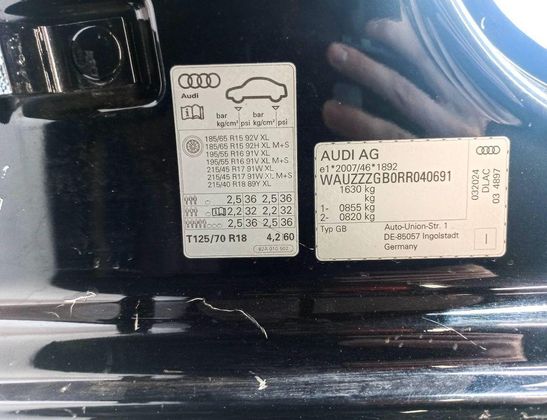 Audi
bar psi bar psi
kg/cm² kg/cm²
185/65 R15 92V XL
185/65 R15 92H XL M+S
195/55 R16 91V XL
195/55 R16 91V XL M+S
215/45 R17 91W XL
215/45 R17 91W XL M+S
215/40 R18 89Y XL
2,5 36 2,5 36
2,2 32 2,2 32
2,5 36 2,5 36
T125/70 R18 4,2 60
82A 010 502
AUDI AG
e1*2007/46*1892
WAUZZZGB0RR040691
1630 kg
kg
1- 0855 kg
2- 0820 kg
Typ GB
Auto-Union-Str. 1
DE-85057 Ingolstadt
Germany
032024
DLAC
03 4897
I